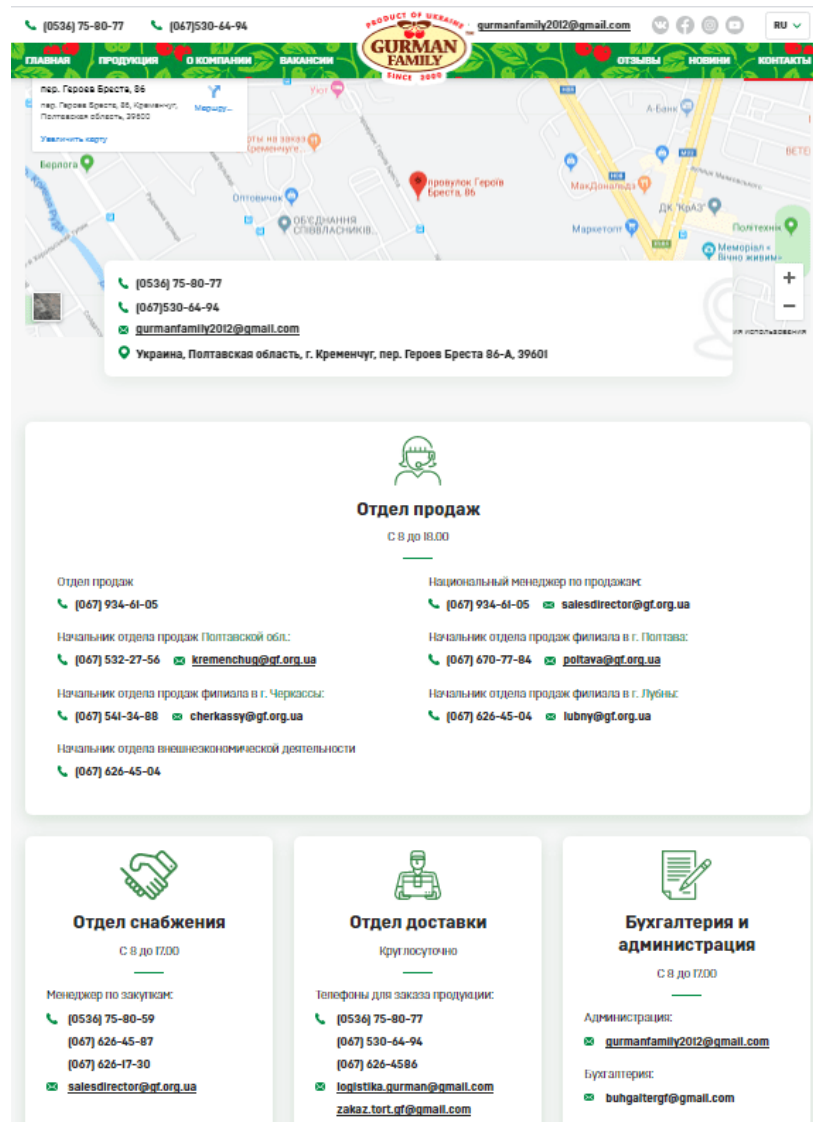 (0536) 75-80-77 (067)530-64-94 gurmanfamily2012@gmail.com RU
PRODUCT OF UKRAINE
GURMAN
FAMILY
SINCE 2000
ГЛАВНАЯ ПРОДУКЦИЯ О КОМПАНИИ ВАКАНСИИ ОТЗЫВЫ НОВИНИ КОНТАКТЫ
пер. Героев Бреста, 86
пер. Героев Бреста, 86, Кременчуг,
Полтавская область, 39600
Маршру...
Увеличить карту
Уют
А-Банк
Берлога
Оптовичок
провулок Героїв
Бреста, 86
МакДональдз
ОБ'ЄДНАННЯ
СПІВВЛАСНИКІВ...
ДК "КрАЗ"
Маркетопт
Політехнік
Меморіал «
Вічно живим»
+
−
(0536) 75-80-77
(067)530-64-94
gurmanfamily2012@gmail.com
Украина, Полтавская область, г. Кременчуг, пер. Героев Бреста 86-А, 39601
Отдел продаж
С 8 до 18.00
Отдел продаж
(067) 934-61-05
Национальный менеджер по продажам:
(067) 934-61-05 salesdirector@gf.org.ua
Начальник отдела продаж Полтавской обл.:
(067) 532-27-56 kremenchug@gf.org.ua
Начальник отдела продаж филиала в г. Полтава:
(067) 670-77-84 poltava@gf.org.ua
Начальник отдела продаж филиала в г. Черкассы:
(067) 541-34-88 cherkassy@gf.org.ua
Начальник отдела продаж филиала в г. Лубны:
(067) 626-45-04 lubny@gf.org.ua
Начальник отдела внешнеэкономической деятельности
(067) 626-45-04
Отдел снабжения
С 8 до 17.00
Менеджер по закупкам:
(0536) 75-80-59
(067) 626-45-87
(067) 626-17-30
salesdirector@gf.org.ua
Отдел доставки
Круглосуточно
Телефоны для заказа продукции:
(0536) 75-80-77
(067) 530-64-94
(067) 626-4586
logistika.gurman@gmail.com
zakaz.tort.gf@gmail.com
Бухгалтерия и
администрация
С 8 до 17.00
Администрация:
gurmanfamily2012@gmail.com
Бухгалтерия:
buhgaltergf@gmail.com